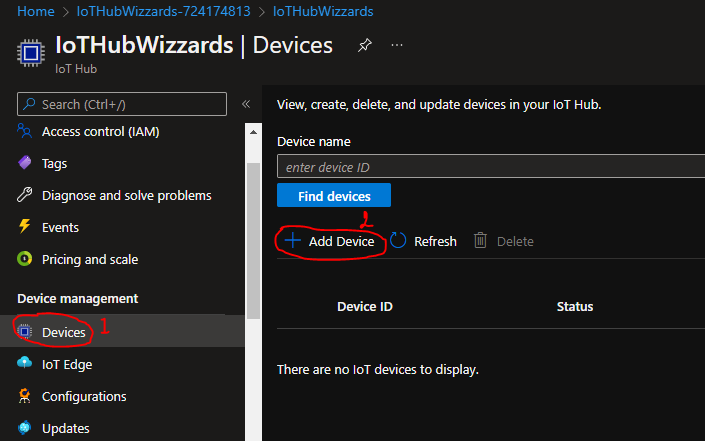 Home > IoTHubWizzards-724174813 > IoTHubWizzards
IoTHubWizzards | Devices
IoT Hub
Search (Ctrl+/)
Access control (IAM)
Tags
Diagnose and solve problems
Events
Pricing and scale
Device management
Devices 1
IoT Edge
Configurations
Updates
View, create, delete, and update devices in your IoT Hub.
Device name
enter device ID
Find devices
2
Add Device Refresh Delete
Device ID Status
There are no IoT devices to display.